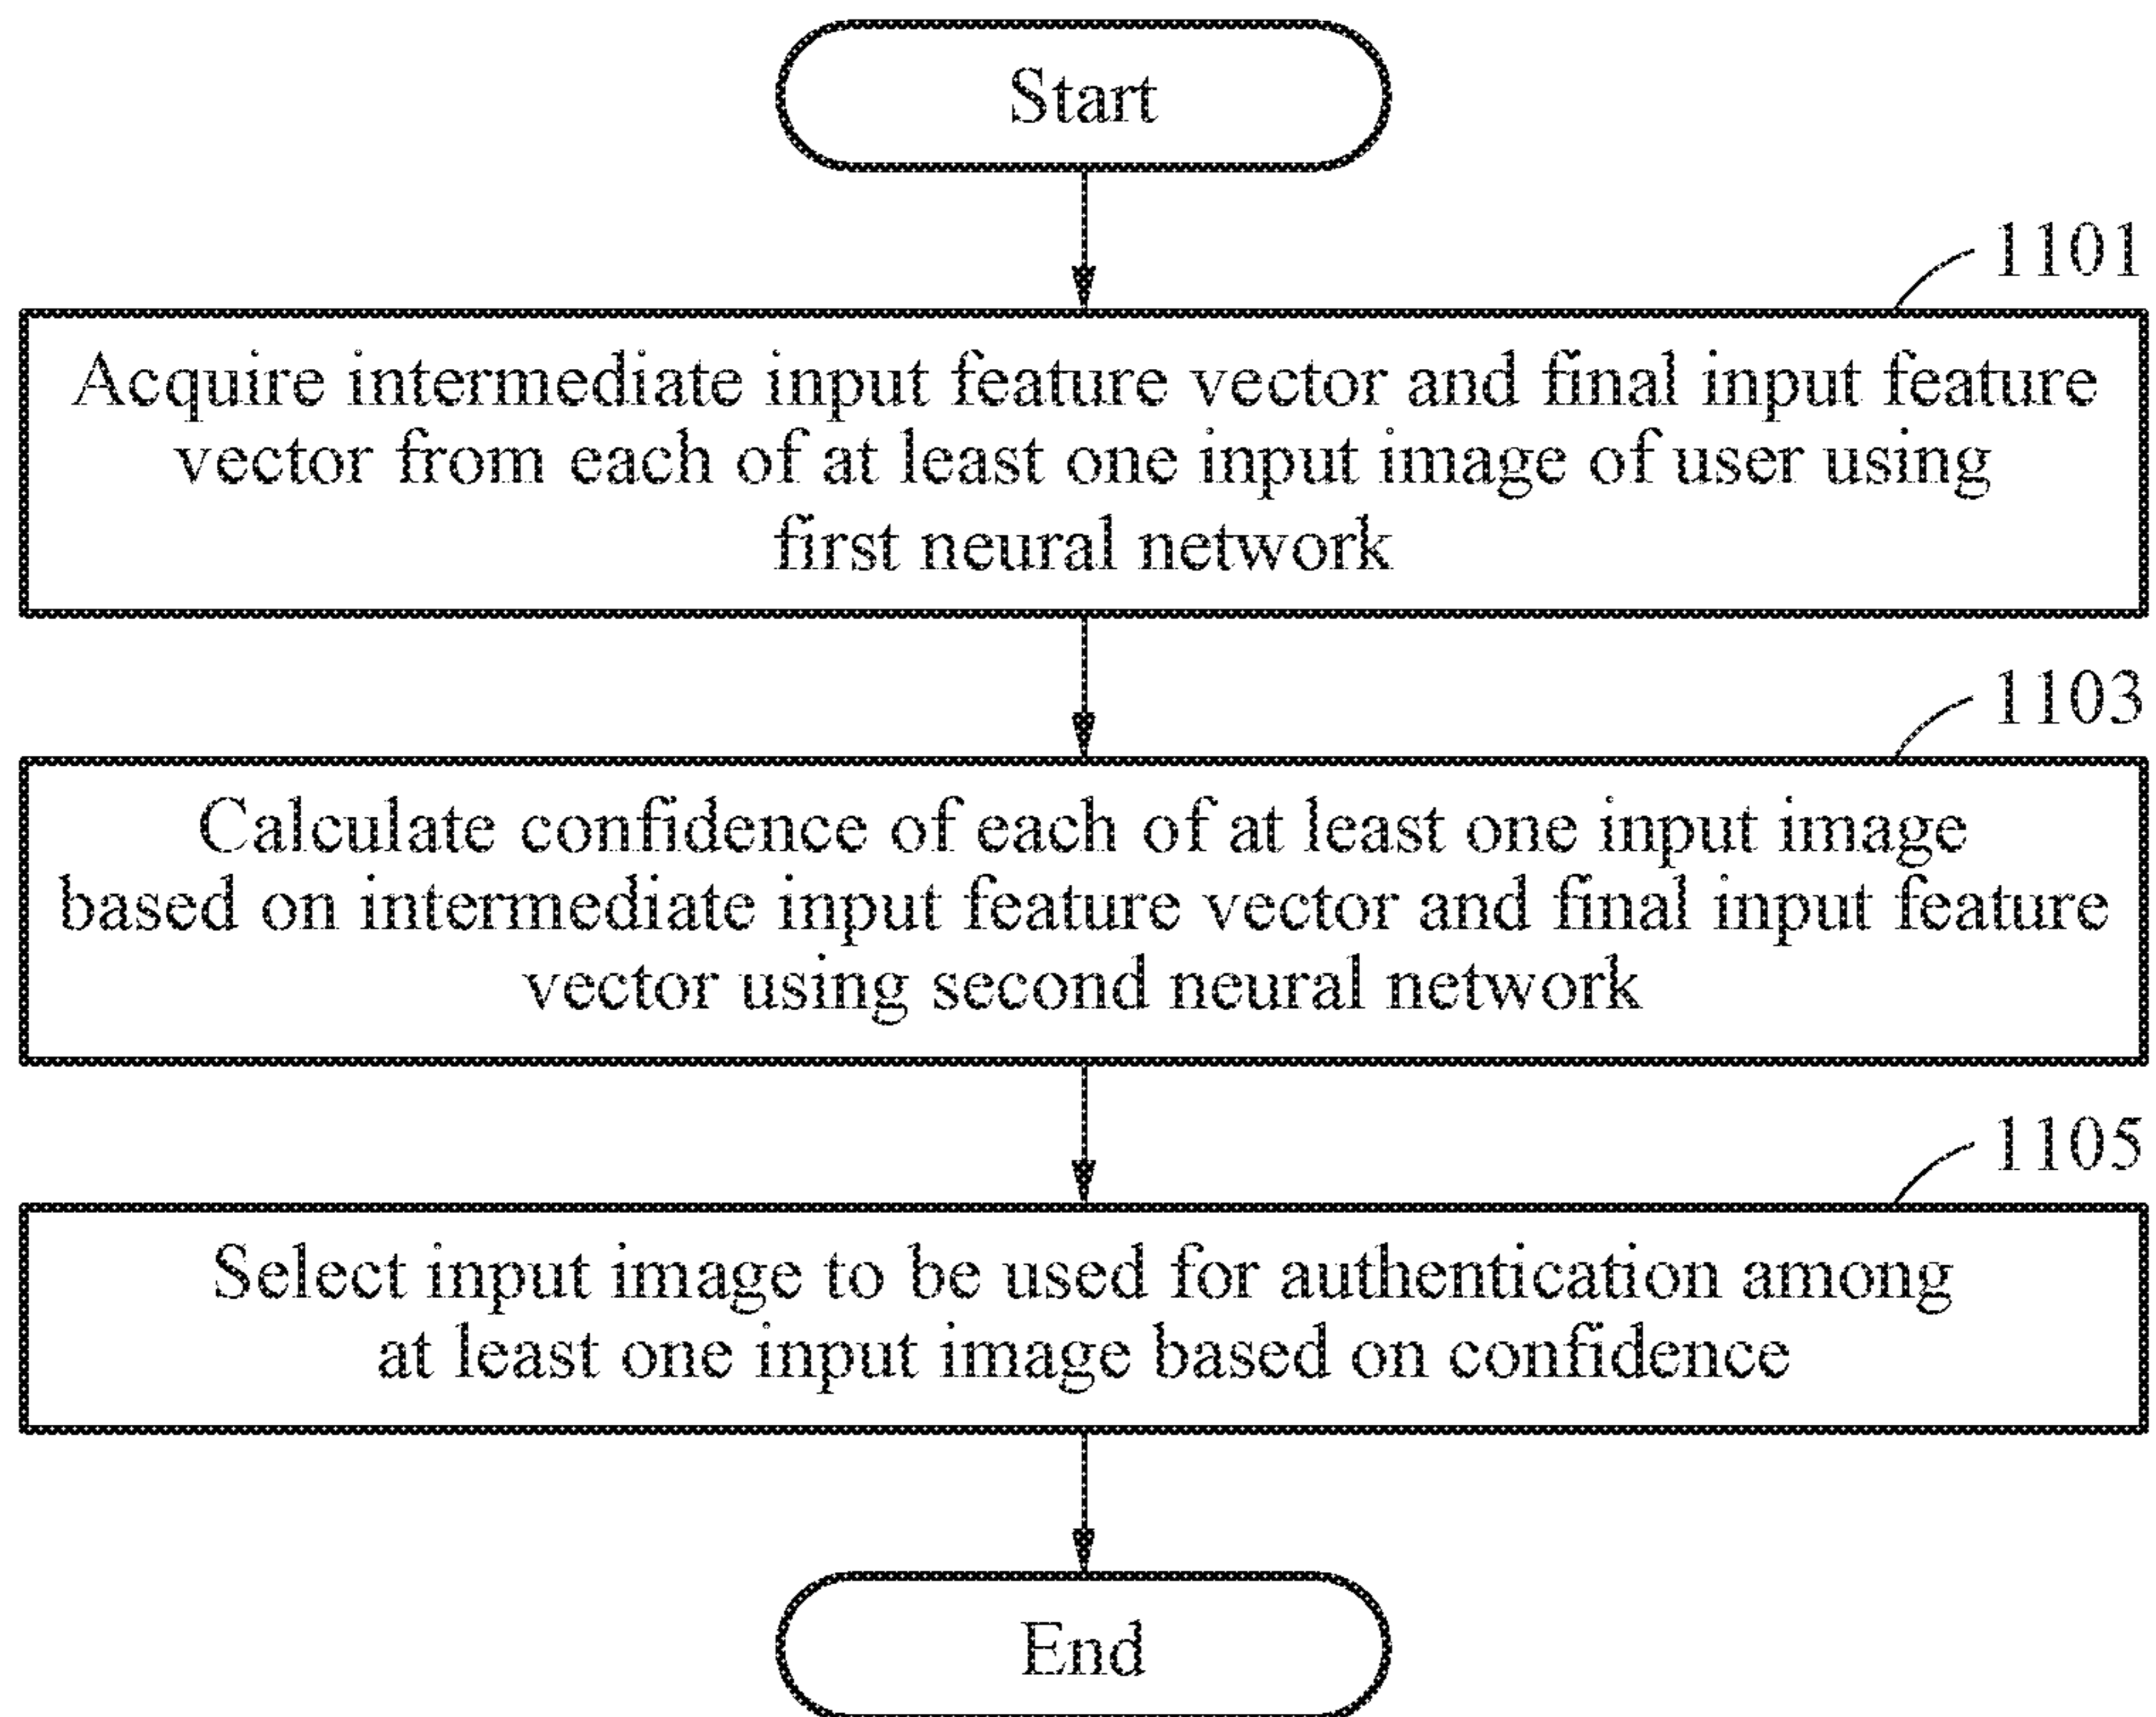 Start
1101
Acquire intermediate input feature vector and final input feature
vector from each of at least one input image of user using
first neural network
1103
Calculate confidence of each of at least one input image
based on intermediate input feature vector and final input feature
vector using second neural network
1105
Select input image to be used for authentication among
at least one input image based on confidence
End